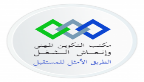 مكتب التكوين المهني
وإنعاش الشغل
الطريق الأمثل للمستقبل